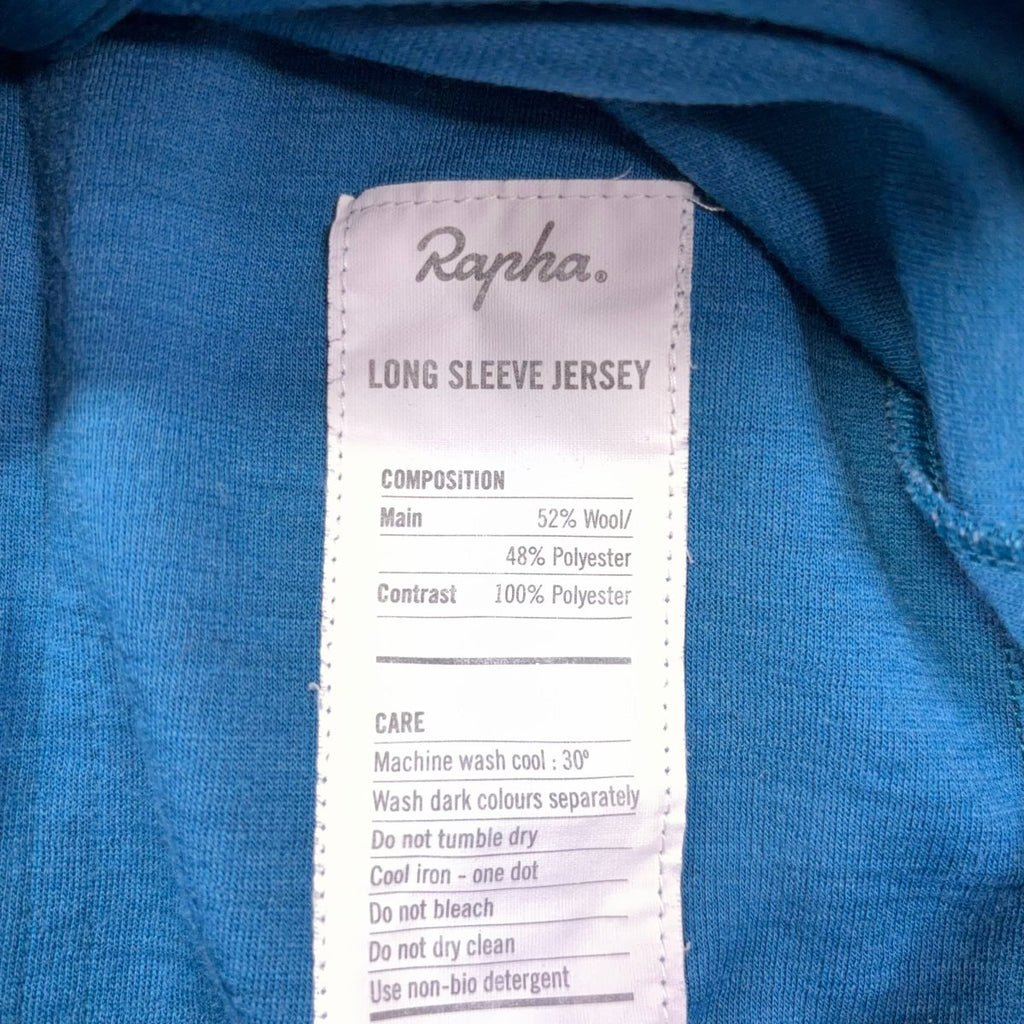 Rapha.®
LONG SLEEVE JERSEY
COMPOSITION
Main 52% Wool/
48% Polyester
Contrast 100% Polyester
CARE
Machine wash cool : 30º
Wash dark colours separately
Do not tumble dry
Cool iron - one dot
Do not bleach
Do not dry clean
Use non-bio detergent